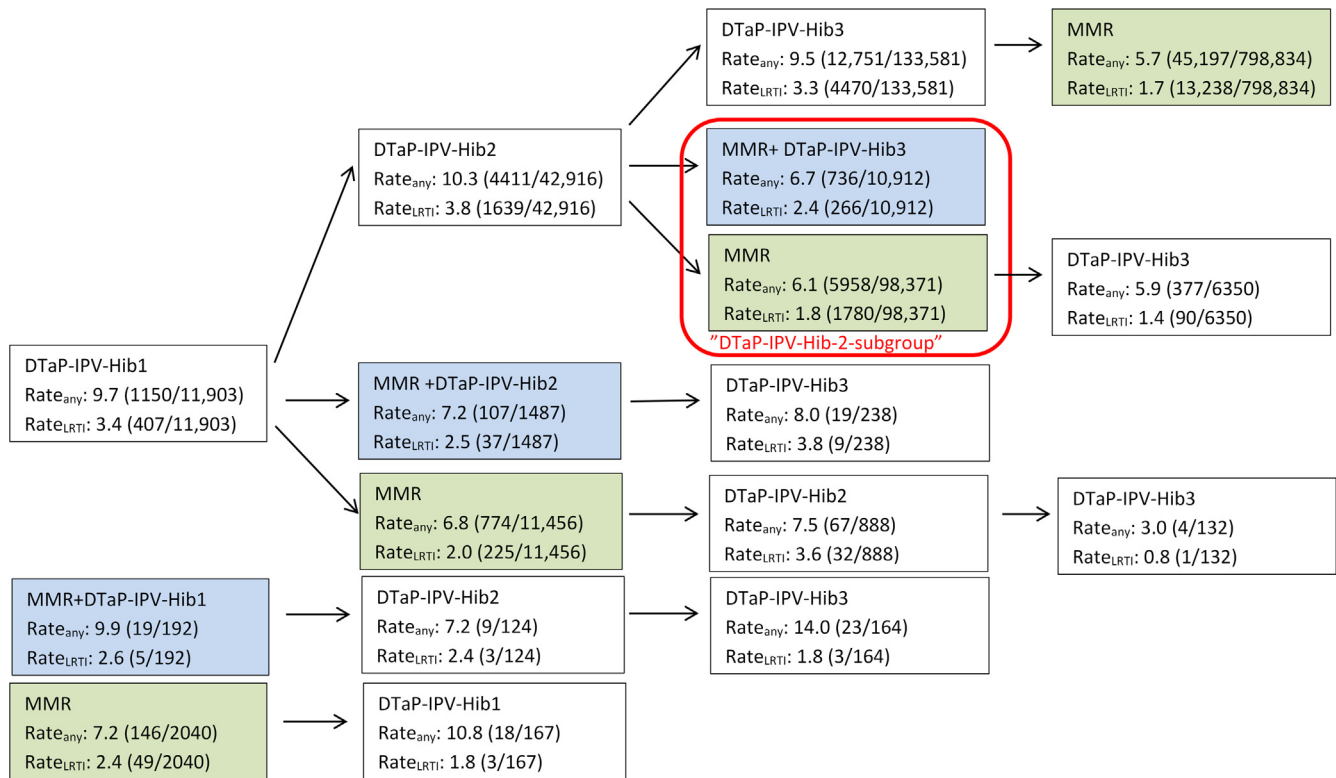 DTaP-IPV-Hib3
Rateany: 9.5 (12,751/133,581)
RateLRTI: 3.3 (4470/133,581)
MMR
Rateany: 5.7 (45,197/798,834)
RateLRTI: 1.7 (13,238/798,834)
DTaP-IPV-Hib2
Rateany: 10.3 (4411/42,916)
RateLRTI: 3.8 (1639/42,916)
MMR+ DTaP-IPV-Hib3
Rateany: 6.7 (736/10,912)
RateLRTI: 2.4 (266/10,912)
MMR
Rateany: 6.1 (5958/98,371)
RateLRTI: 1.8 (1780/98,371)
"DTaP-IPV-Hib-2-subgroup"
DTaP-IPV-Hib3
Rateany: 5.9 (377/6350)
RateLRTI: 1.4 (90/6350)
DTaP-IPV-Hib1
Rateany: 9.7 (1150/11,903)
RateLRTI: 3.4 (407/11,903)
MMR +DTaP-IPV-Hib2
Rateany: 7.2 (107/1487)
RateLRTI: 2.5 (37/1487)
DTaP-IPV-Hib3
Rateany: 8.0 (19/238)
RateLRTI: 3.8 (9/238)
MMR
Rateany: 6.8 (774/11,456)
RateLRTI: 2.0 (225/11,456)
DTaP-IPV-Hib2
Rateany: 7.5 (67/888)
RateLRTI: 3.6 (32/888)
DTaP-IPV-Hib3
Rateany: 3.0 (4/132)
RateLRTI: 0.8 (1/132)
MMR+DTaP-IPV-Hib1
Rateany: 9.9 (19/192)
RateLRTI: 2.6 (5/192)
DTaP-IPV-Hib2
Rateany: 7.2 (9/124)
RateLRTI: 2.4 (3/124)
DTaP-IPV-Hib3
Rateany: 14.0 (23/164)
RateLRTI: 1.8 (3/164)
MMR
Rateany: 7.2 (146/2040)
RateLRTI: 2.4 (49/2040)
DTaP-IPV-Hib1
Rateany: 10.8 (18/167)
RateLRTI: 1.8 (3/167)